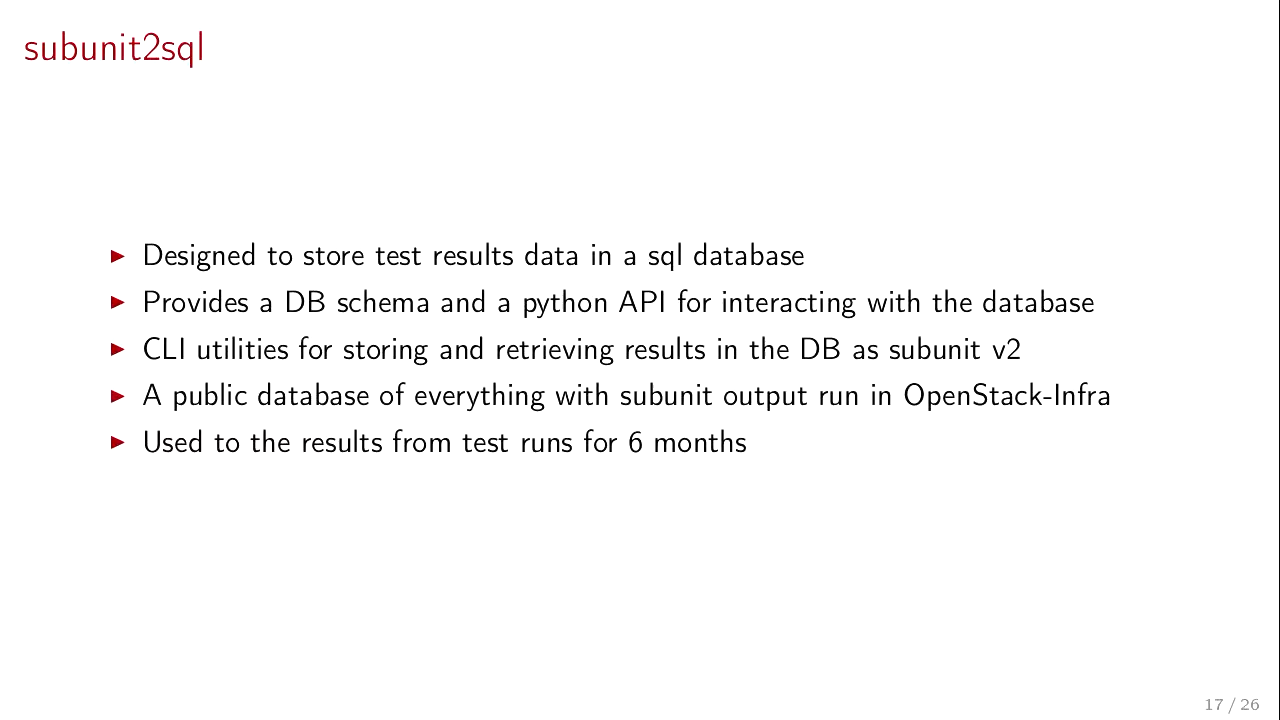 subunit2sql
▶ Designed to store test results data in a sql database
▶ Provides a DB schema and a python API for interacting with the database
▶ CLI utilities for storing and retrieving results in the DB as subunit v2
▶ A public database of everything with subunit output run in OpenStack-Infra
▶ Used to the results from test runs for 6 months
17 / 26